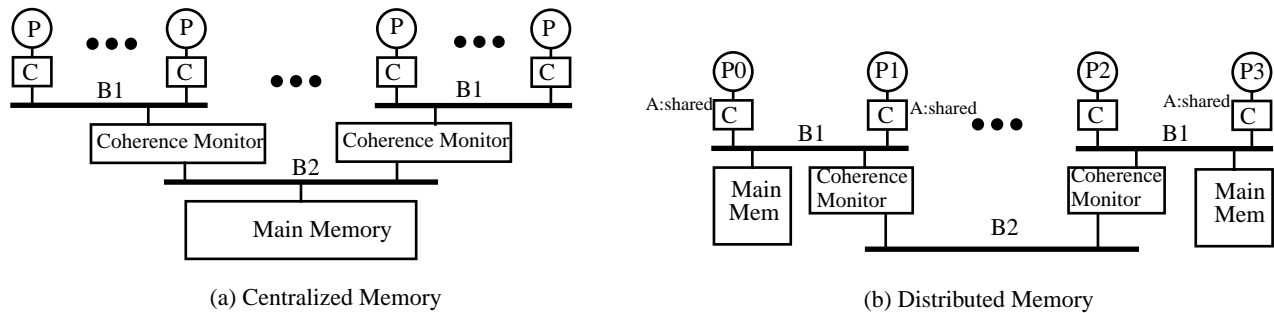 P
P
P
P
C
C
C
C
B1
B1
Coherence Monitor
Coherence Monitor
B2
Main Memory
(a) Centralized Memory
P0
P1
P2
P3
A:shared
A:shared
A:shared
C
C
C
C
B1
B1
Main
Mem
Coherence
Monitor
Coherence
Monitor
Main
Mem
B2
(b) Distributed Memory